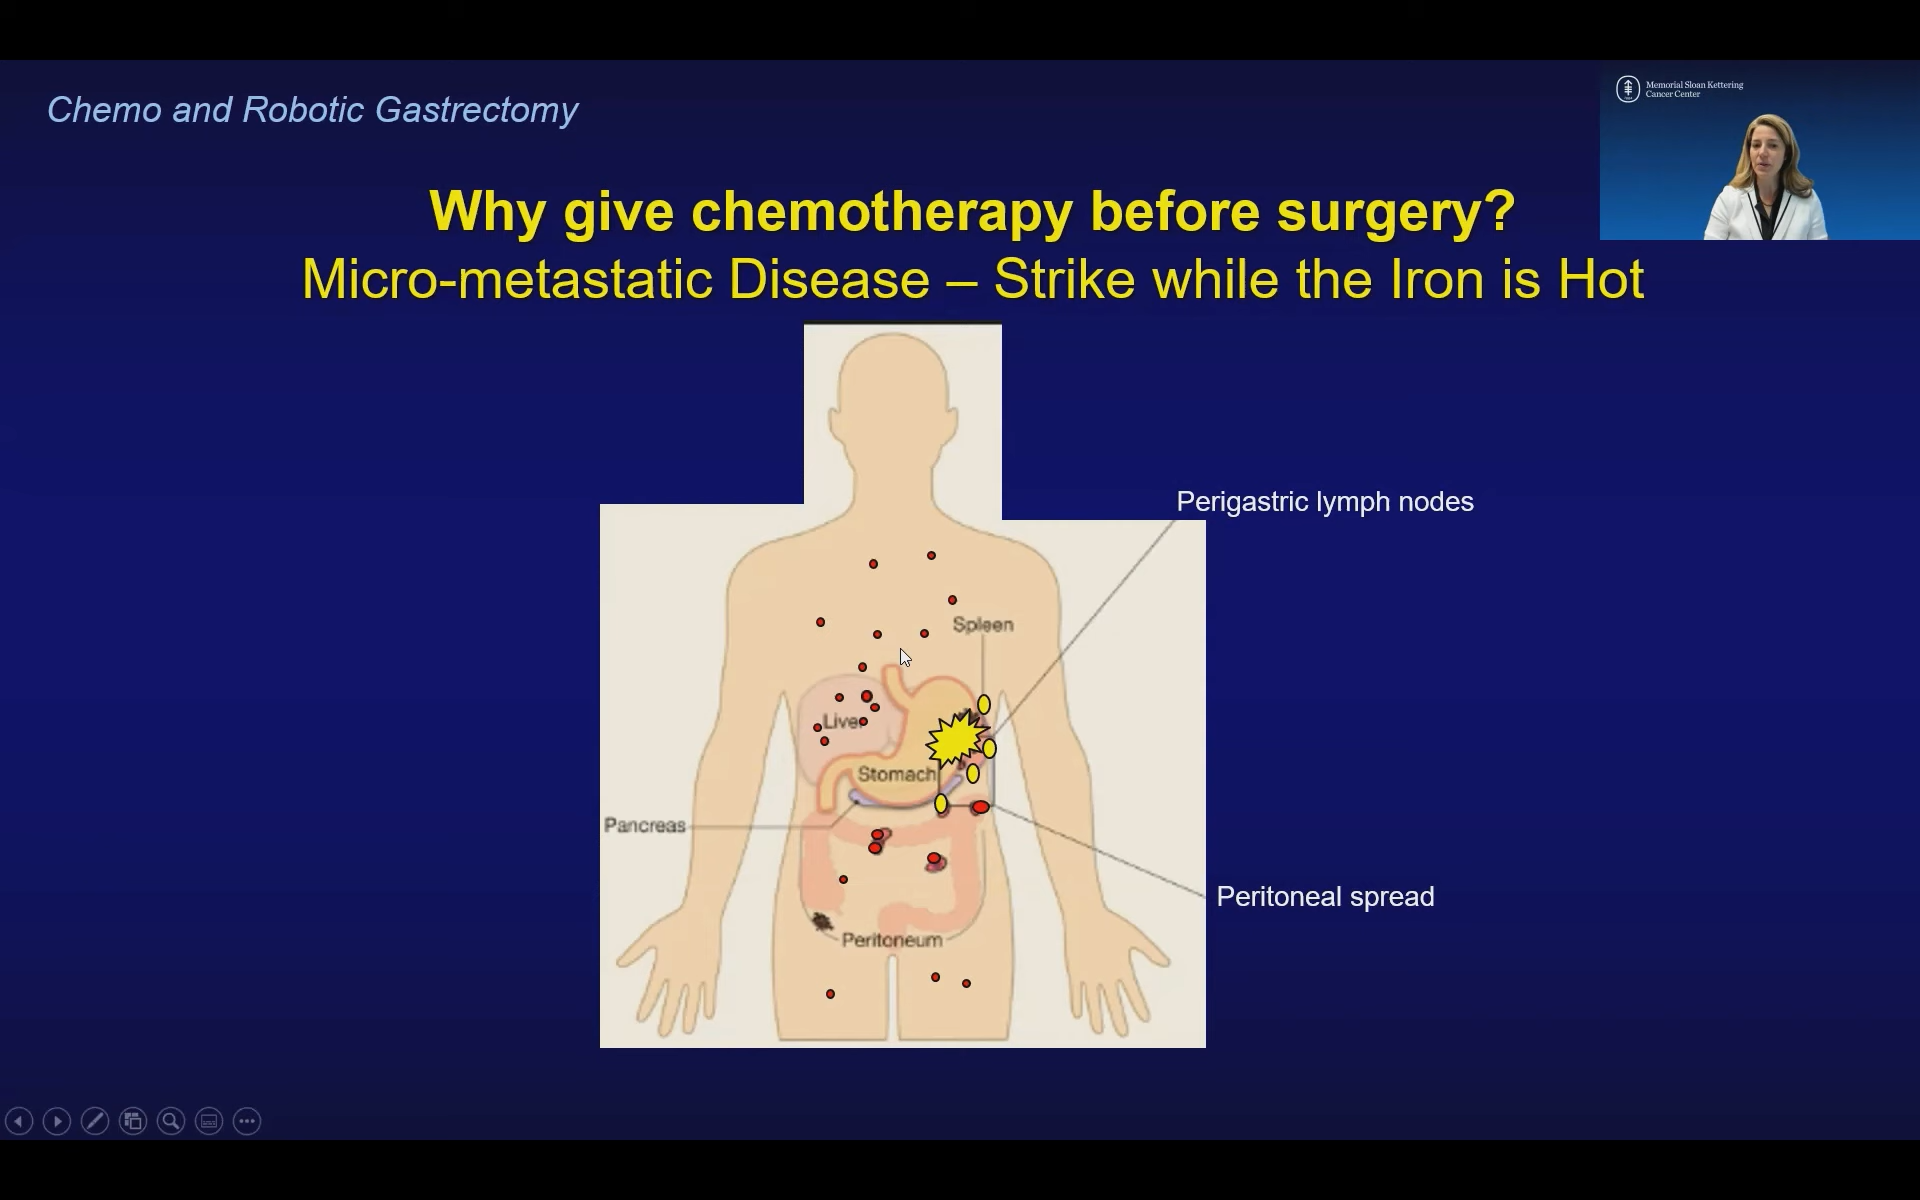 Chemo and Robotic Gastrectomy
Memorial Sloan Kettering
Cancer Center
Why give chemotherapy before surgery?
Micro-metastatic Disease – Strike while the Iron is Hot
Perigastric lymph nodes
Spleen
Liver
Stomach
Pancreas
Peritoneal spread
Peritoneum